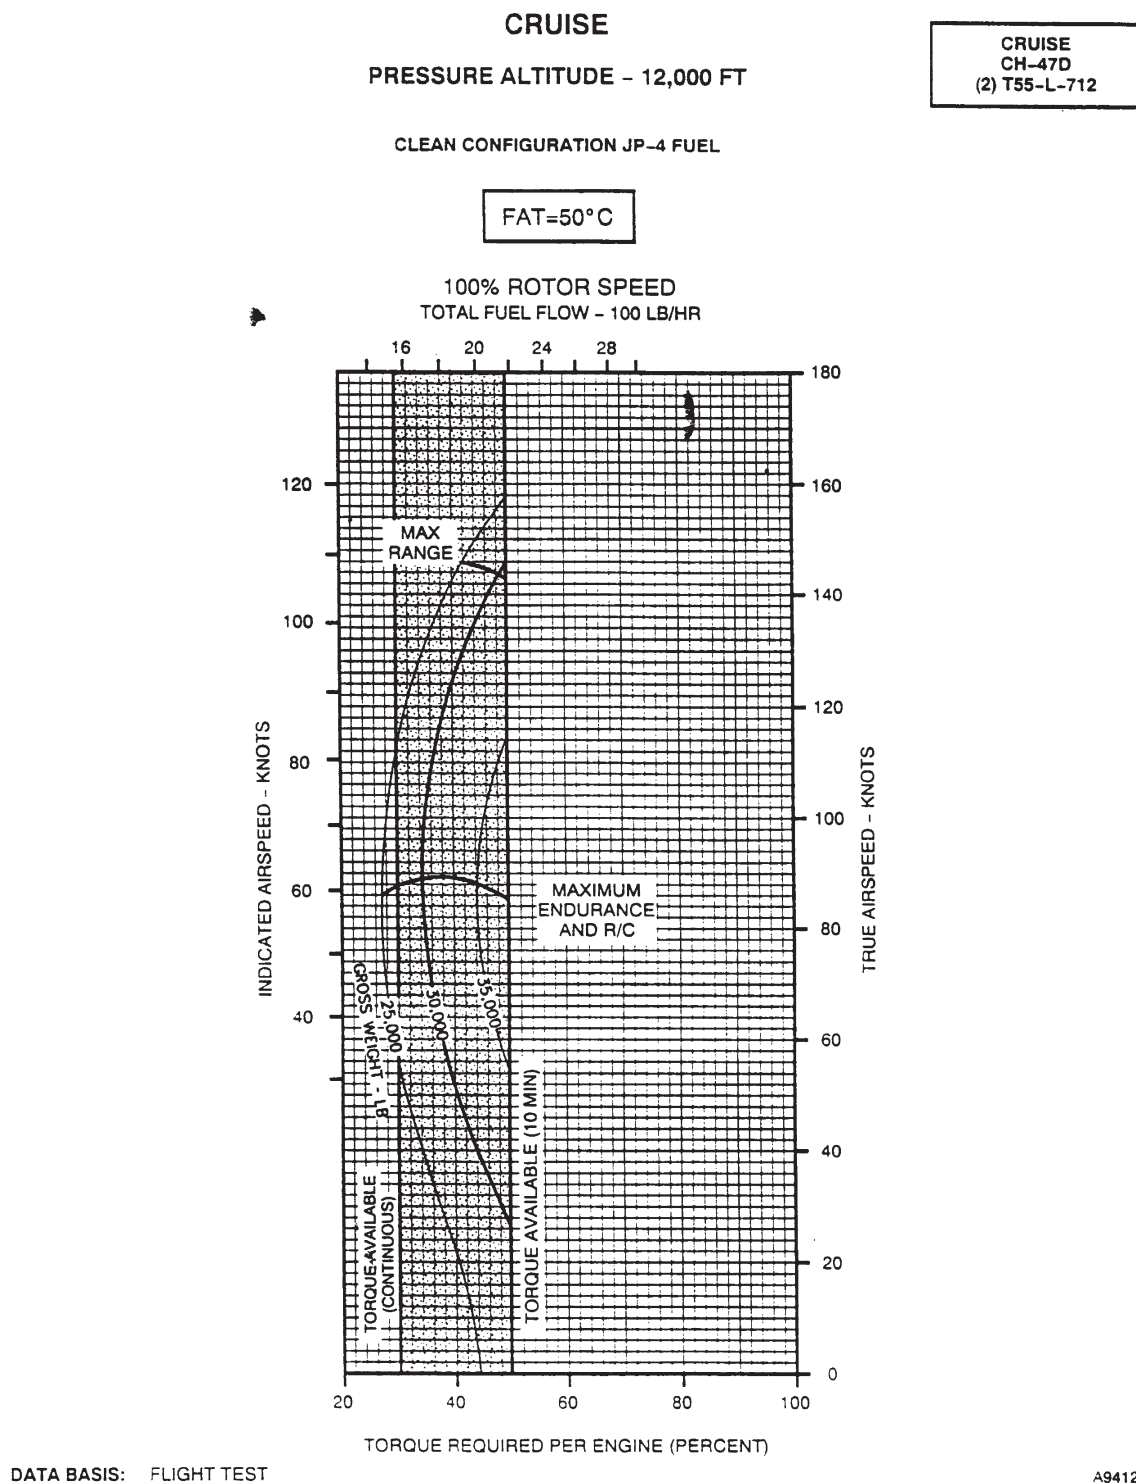 CRUISE
PRESSURE ALTITUDE – 12,000 FT
CRUISE
CH–47D
(2) T55–L–712
CLEAN CONFIGURATION JP–4 FUEL
FAT=50°C
100% ROTOR SPEED
TOTAL FUEL FLOW – 100 LB/HR
16 20 24 28
180
120
160
MAX
RANGE
140
100
120
80
100
INDICATED AIRSPEED – KNOTS
TRUE AIRSPEED – KNOTS
60
MAXIMUM
ENDURANCE
AND R/C
80
GROSS WEIGHT – LB
25,000
30,000
35,000
40
60
40
TORQUE AVAILABLE
(CONTINUOUS)
TORQUE AVAILABLE (10 MIN)
20
0
20 40 60 80 100
TORQUE REQUIRED PER ENGINE (PERCENT)
DATA BASIS: FLIGHT TEST
A9412